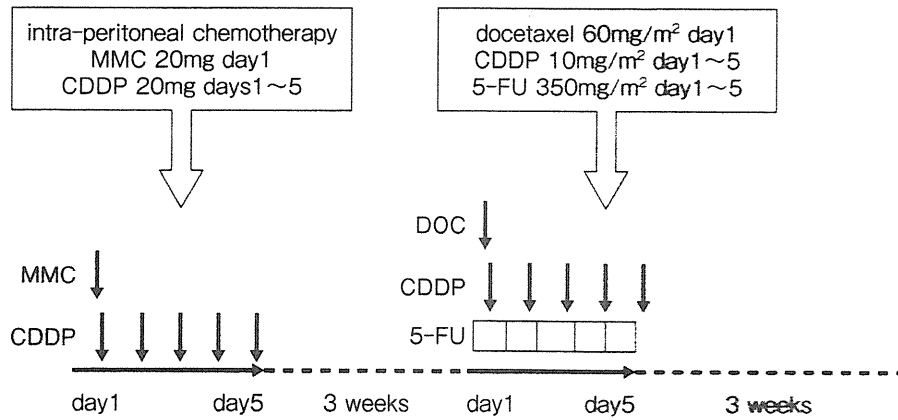 intra-peritoneal chemotherapy
MMC 20mg day1
CDDP 20mg days1~5
docetaxel 60mg/m² day1
CDDP 10mg/m² day1~5
5-FU 350mg/m² day1~5
DOC
MMC
CDDP
CDDP
5-FU
day1 day5 3 weeks day1 day5 3 weeks